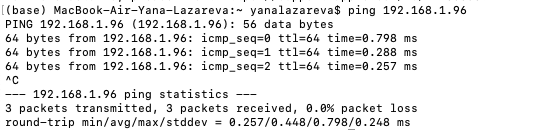 [(base) MacBook-Air-Yana-Lazareva:~ yanalazareva$ ping 192.168.1.96
PING 192.168.1.96 (192.168.1.96): 56 data bytes
64 bytes from 192.168.1.96: icmp_seq=0 ttl=64 time=0.798 ms
64 bytes from 192.168.1.96: icmp_seq=1 ttl=64 time=0.288 ms
64 bytes from 192.168.1.96: icmp_seq=2 ttl=64 time=0.257 ms
^C
--- 192.168.1.96 ping statistics ---
3 packets transmitted, 3 packets received, 0.0% packet loss
round-trip min/avg/max/stddev = 0.257/0.448/0.798/0.248 ms